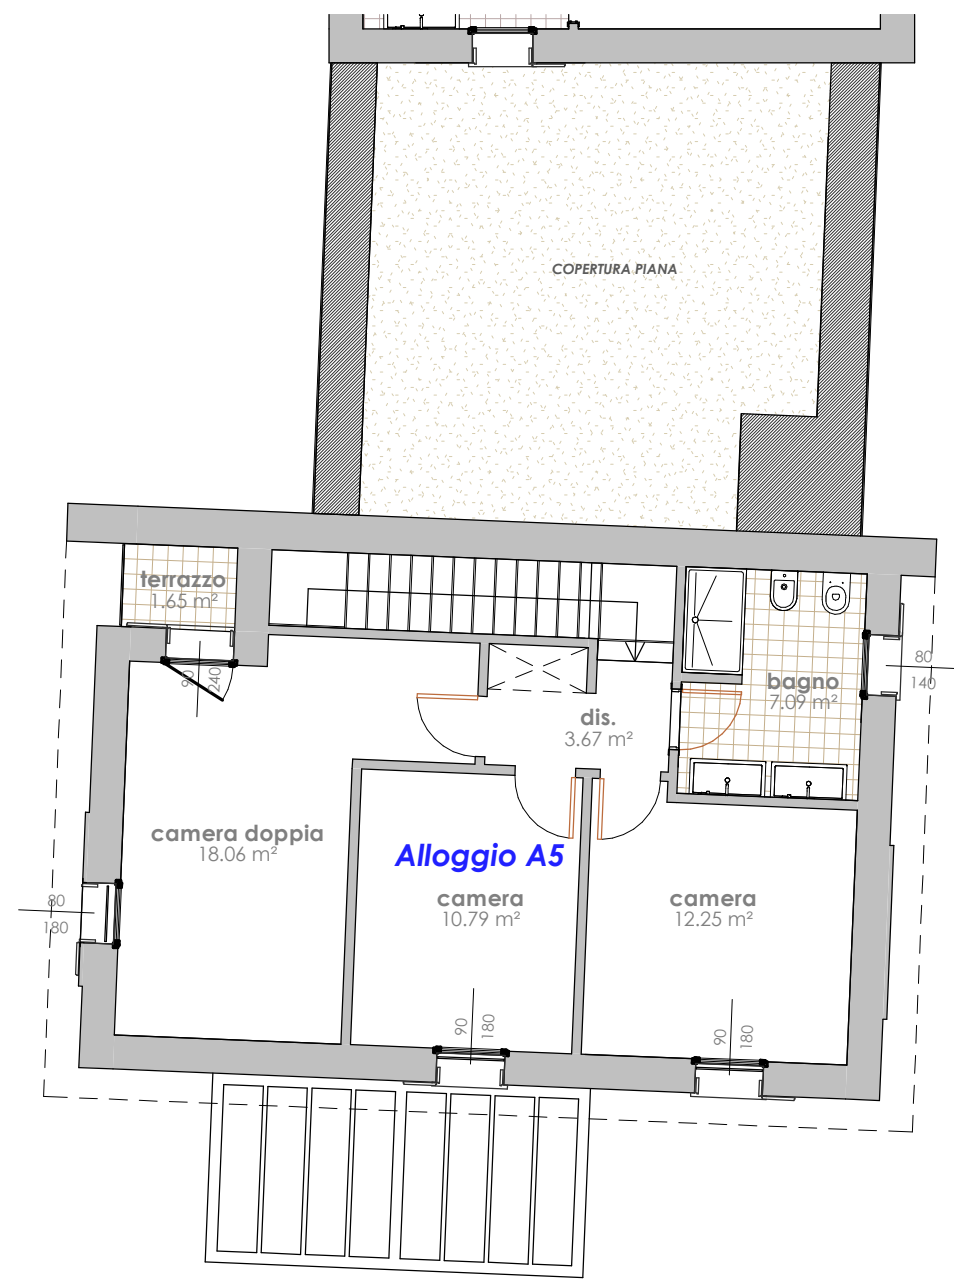 COPERTURA PIANA
terrazzo
1.65 m²
90
240
80
140
bagno
7.09 m²
dis.
3.67 m²
camera doppia
18.06 m²
Alloggio A5
camera
10.79 m²
camera
12.25 m²
80
180
90
180
90
180